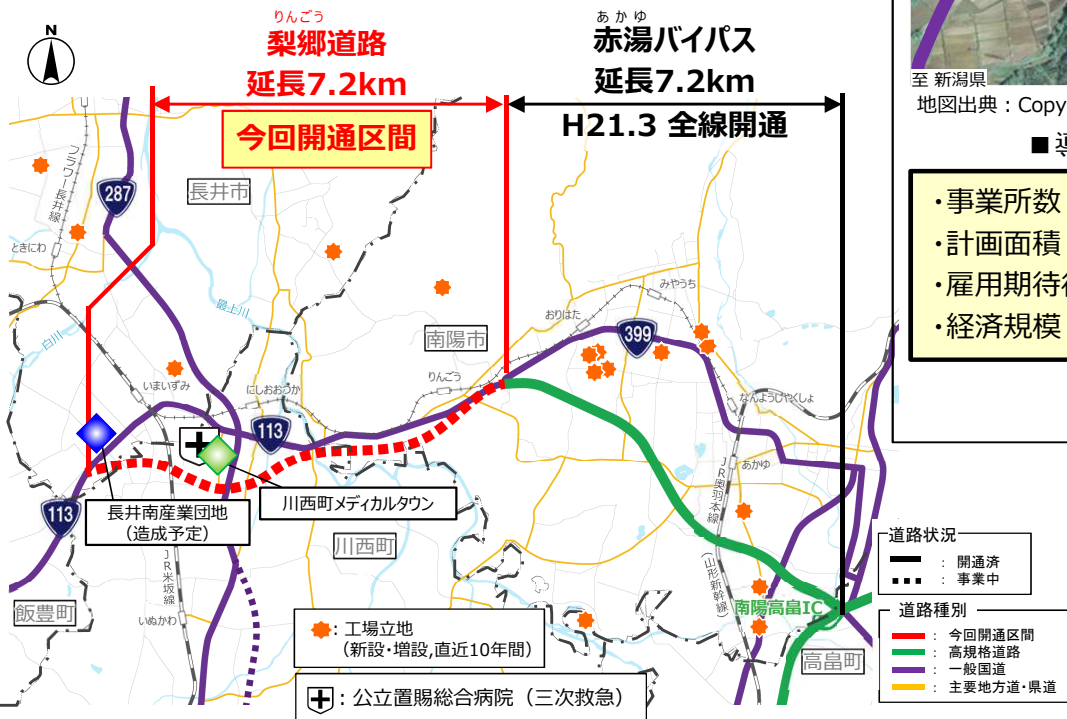 N
りんごう
梨郷道路
延長7.2km
今回開通区間
あかゆ
赤湯バイパス
延長7.2km
H21.3 全線開通
至 新潟県
地図出典:Copy
■
・事業所数
・計画面積
・雇用期待
・経済規模
フラワー長井線
287
長井市
ときにわ
最上川
白川
南陽市
おりはた
みやうち
399
りんごう
いまいずみ
にしおおつか
113
なんようしやくしょ
あかゆ
JR奥羽本線
(山形新幹線)
113
長井南産業団地
(造成予定)
川西町メディカルタウン
川西町
JR米坂線
飯豊町
いぬかわ
南陽高畠IC
高畠町
:工場立地
(新設・増設,直近10年間)
:公立置賜総合病院(三次救急)
道路状況
: 開通済
: 事業中
道路種別
: 今回開通区間
: 高規格道路
: 一般国道
: 主要地方道・県道